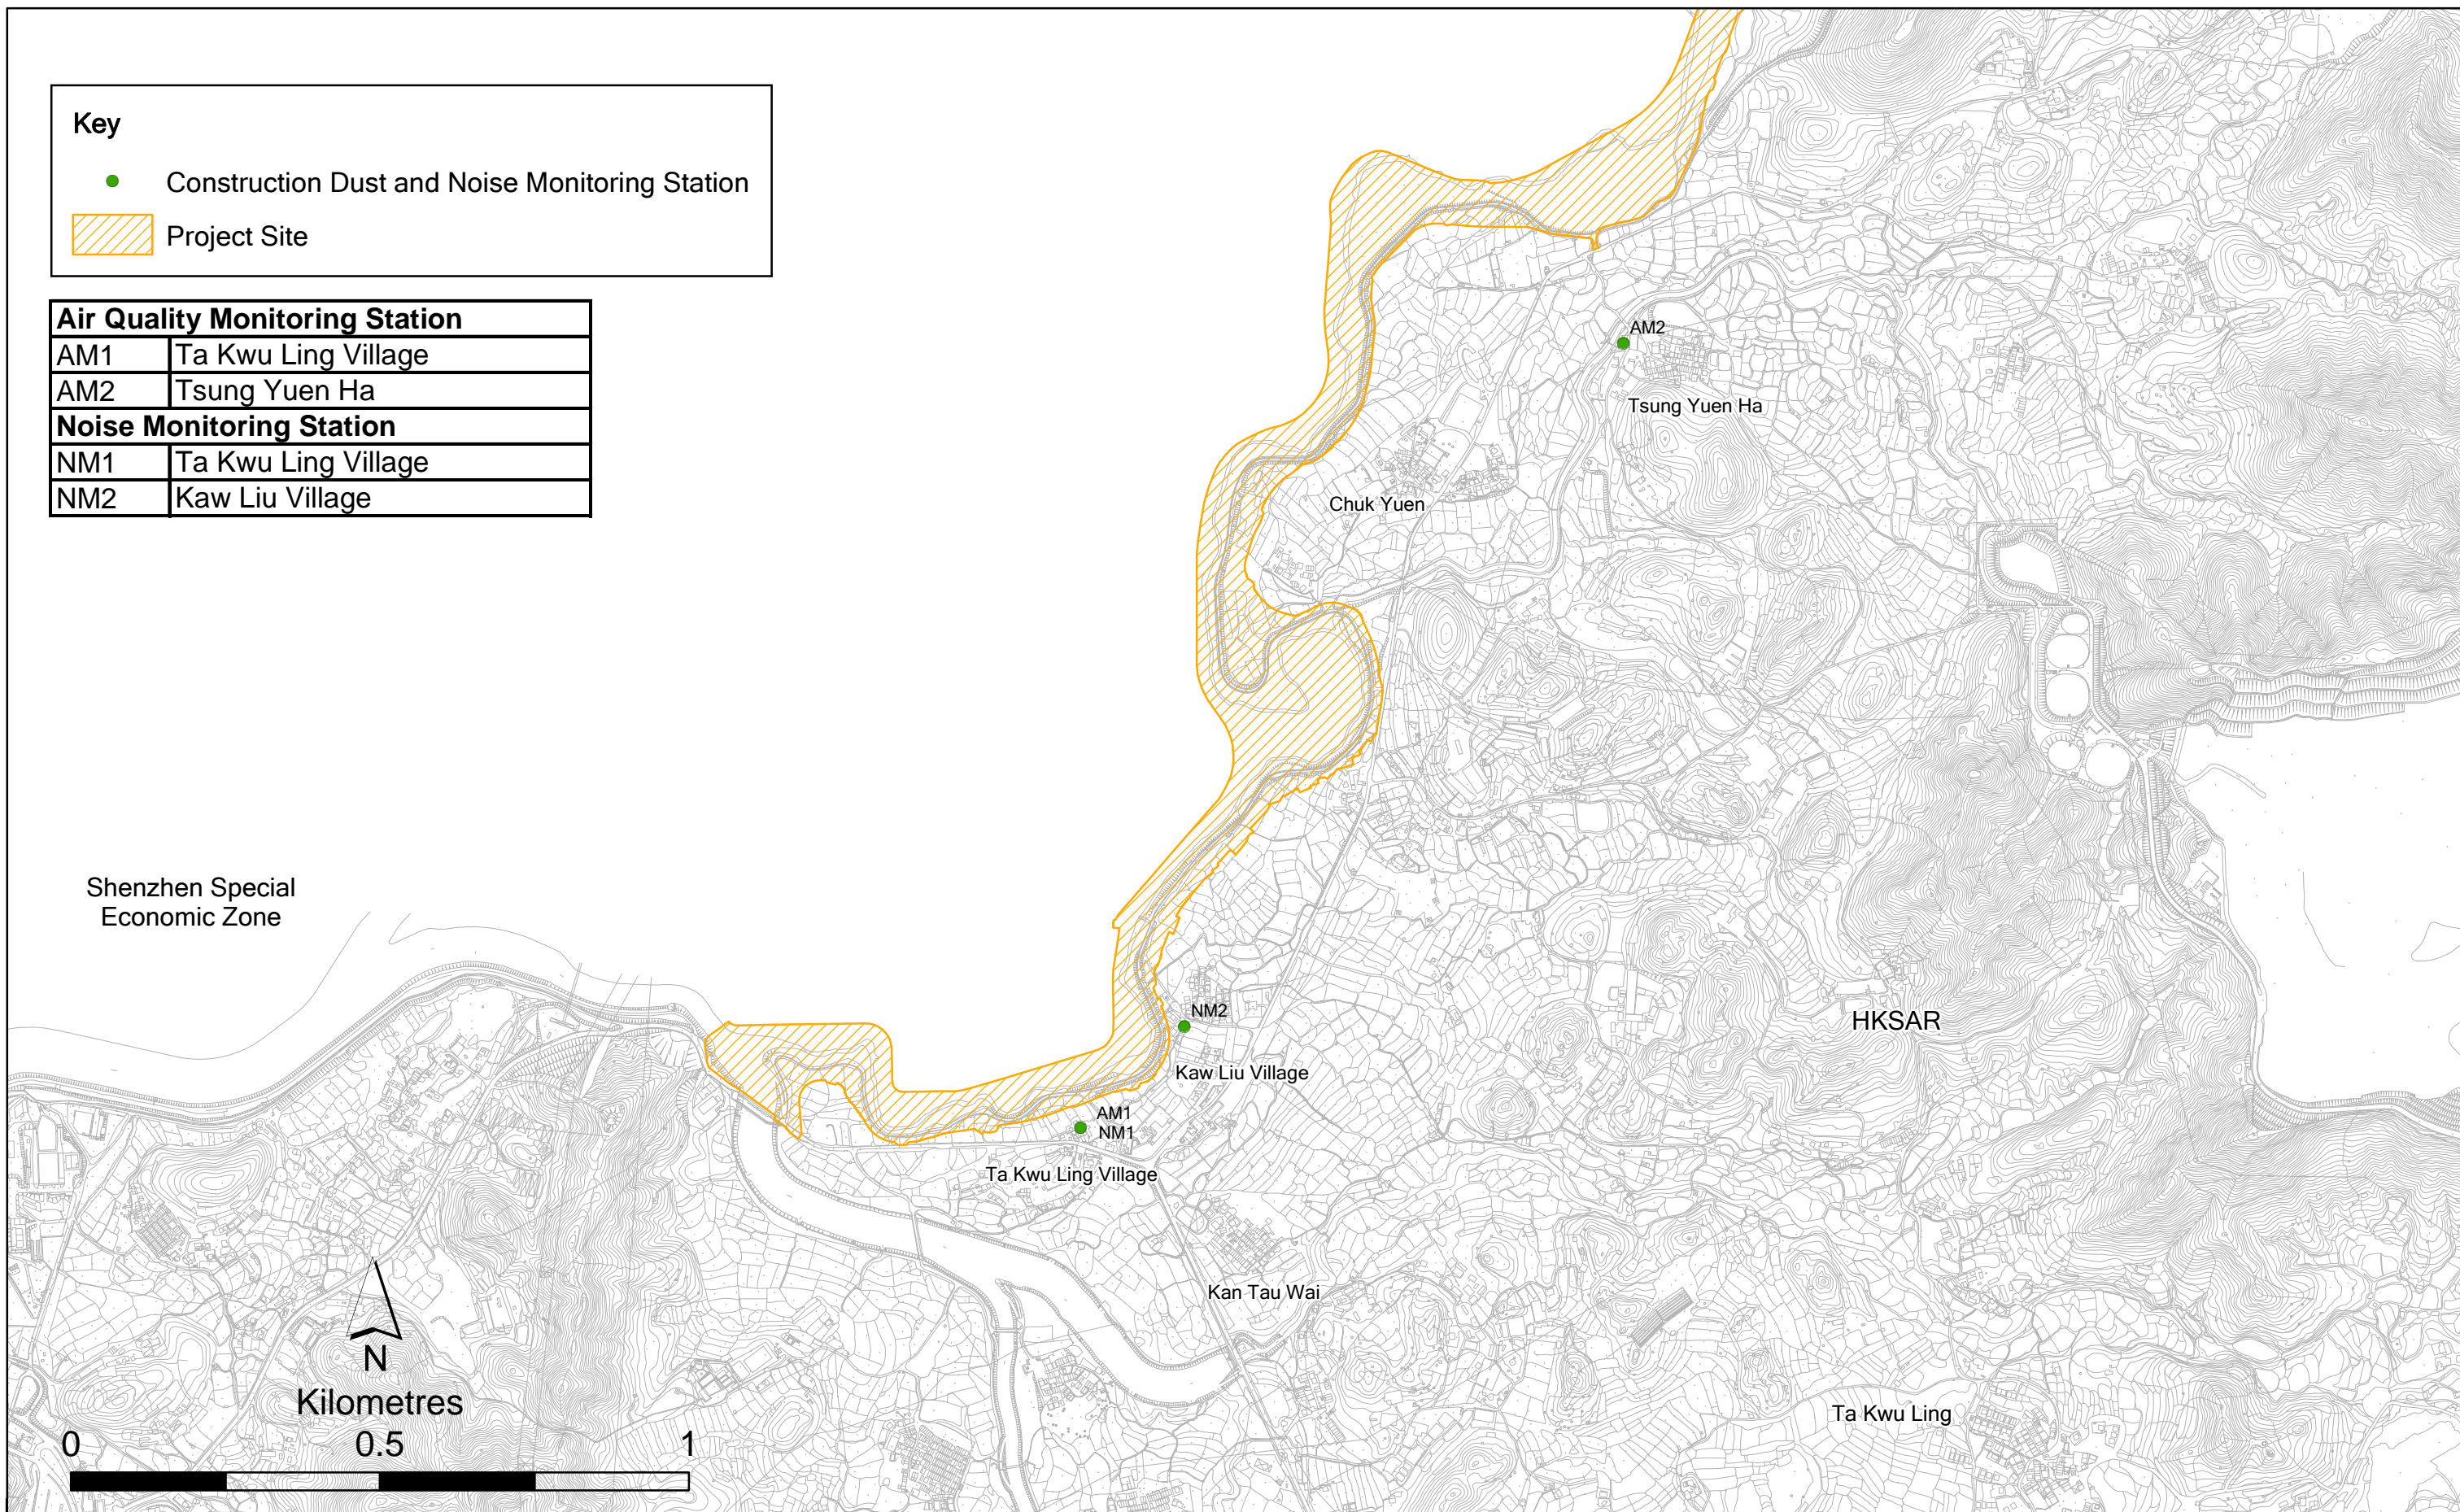 Key
Construction Dust and Noise Monitoring Station
Project Site
Air Quality Monitoring Station
AM1 Ta Kwu Ling Village
AM2 Tsung Yuen Ha
Noise Monitoring Station
NM1 Ta Kwu Ling Village
NM2 Kaw Liu Village
AM2
Tsung Yuen Ha
Chuk Yuen
Shenzhen Special
Economic Zone
NM2
HKSAR
Kaw Liu Village
AM1
NM1
Ta Kwu Ling Village
Kan Tau Wai
N
Kilometres
0 0.5 1
Ta Kwu Ling